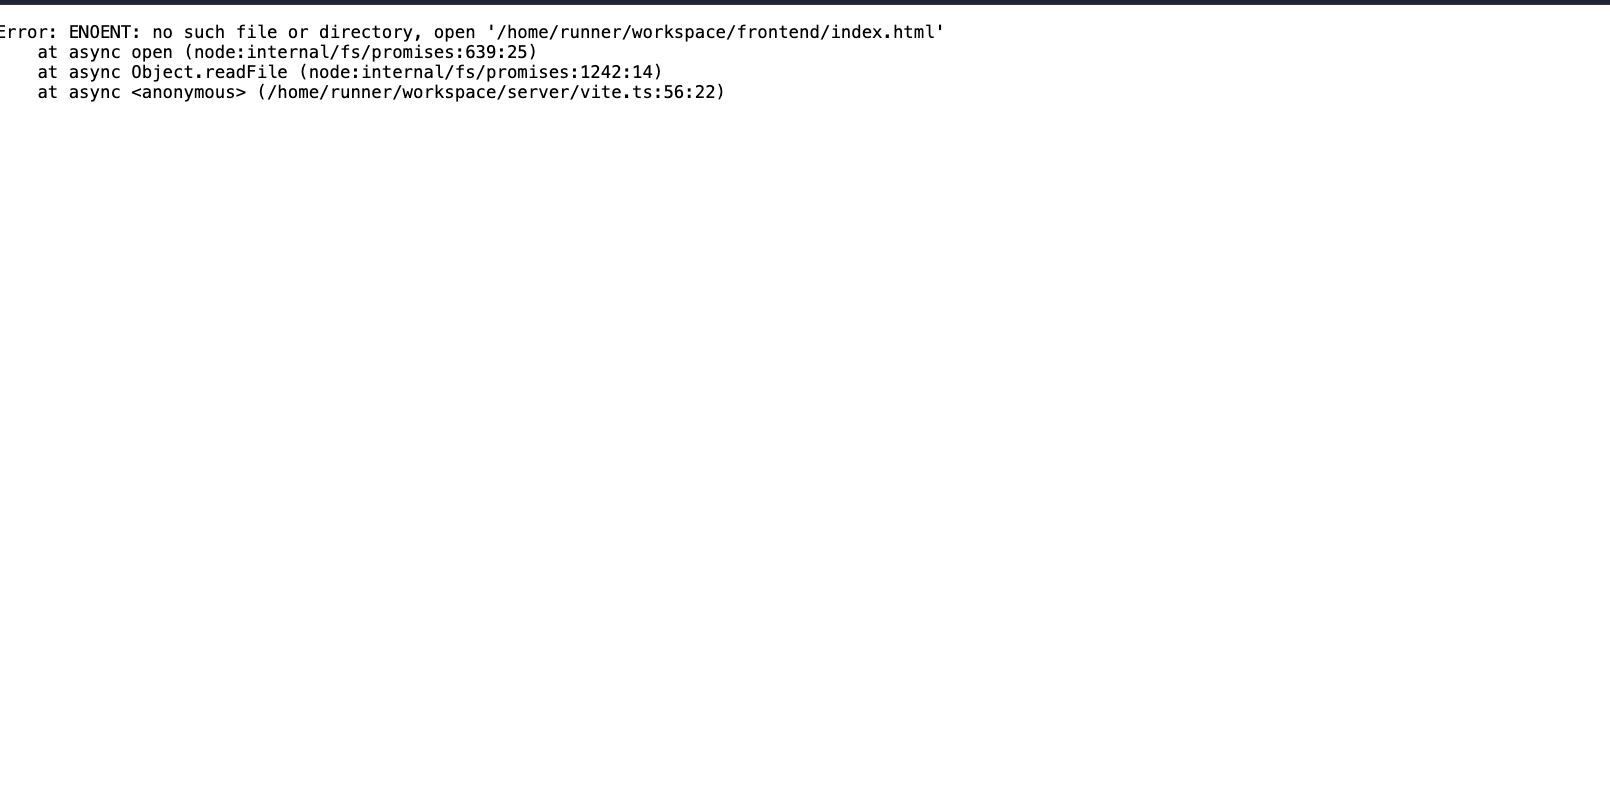 Error: ENOENT: no such file or directory, open '/home/runner/workspace/frontend/index.html'
    at async open (node:internal/fs/promises:639:25)
    at async Object.readFile (node:internal/fs/promises:1242:14)
    at async <anonymous> (/home/runner/workspace/server/vite.ts:56:22)